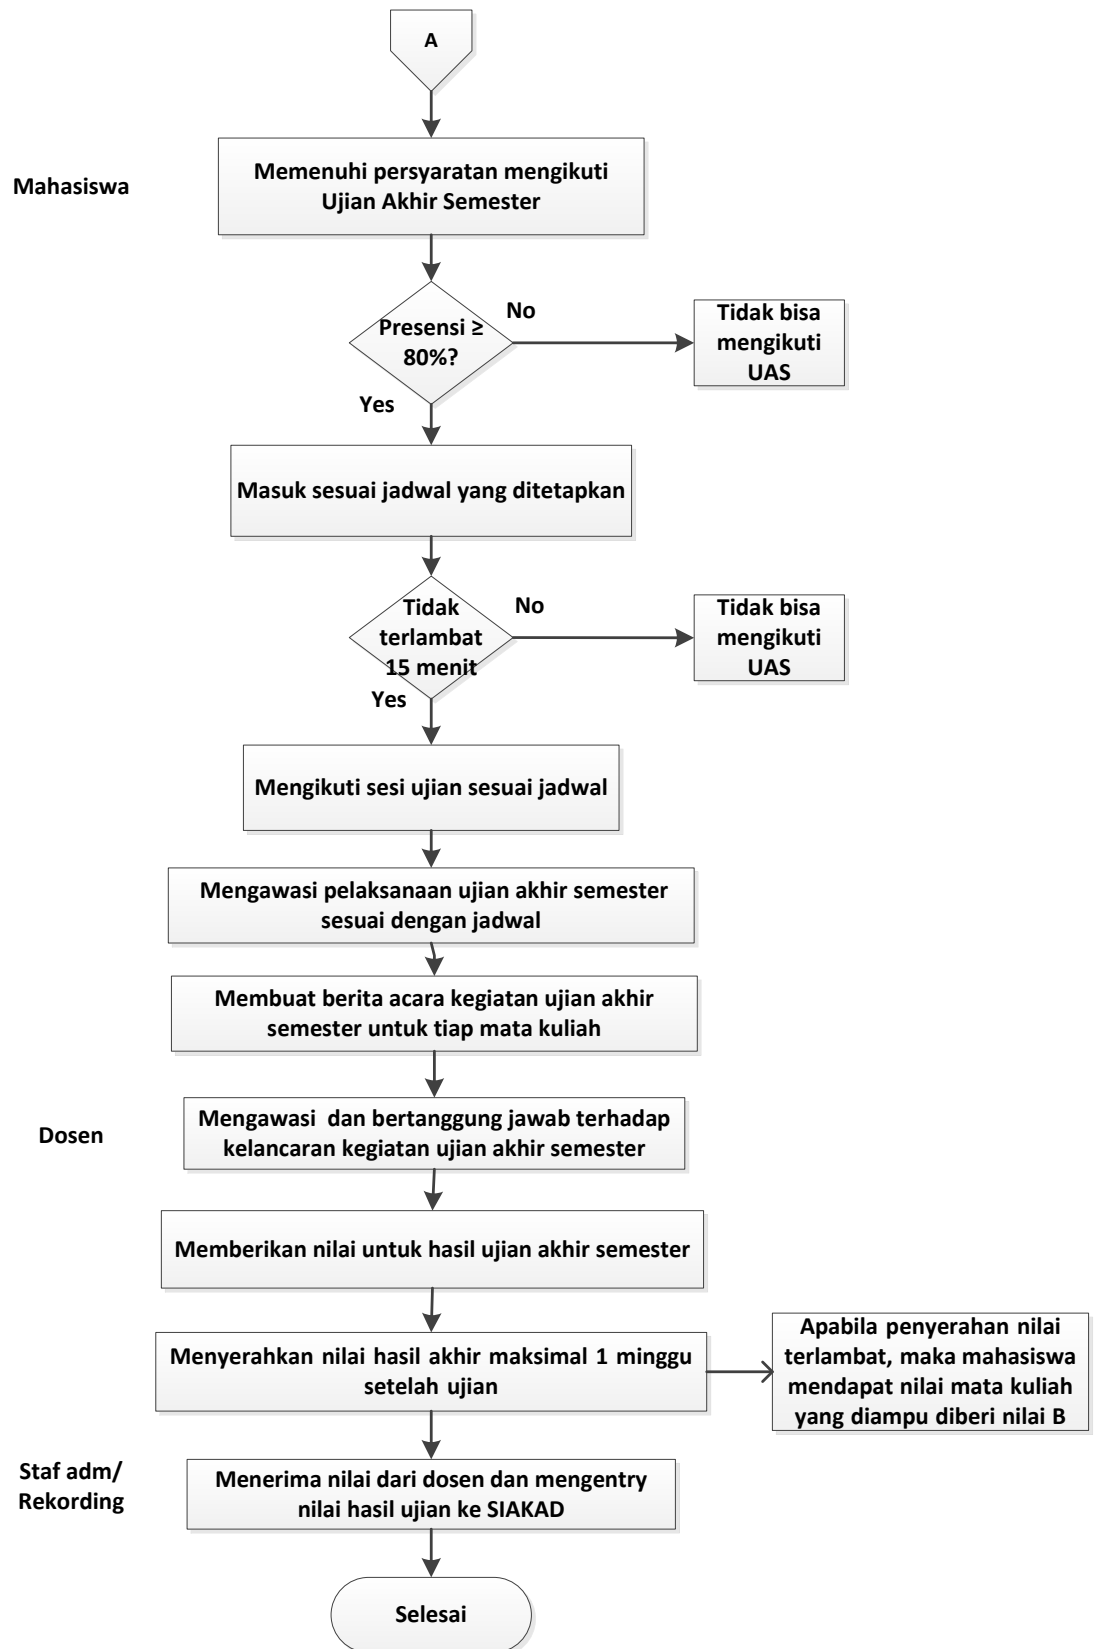 A
Mahasiswa
Memenuhi persyaratan mengikuti
Ujian Akhir Semester
Presensi ≥
80%?
No
Tidak bisa
mengikuti
UAS
Yes
Masuk sesuai jadwal yang ditetapkan
Tidak
terlambat
15 menit
No
Tidak bisa
mengikuti
UAS
Yes
Mengikuti sesi ujian sesuai jadwal
Mengawasi pelaksanaan ujian akhir semester
sesuai dengan jadwal
Membuat berita acara kegiatan ujian akhir
semester untuk tiap mata kuliah
Dosen
Mengawasi  dan bertanggung jawab terhadap
kelancaran kegiatan ujian akhir semester
Memberikan nilai untuk hasil ujian akhir semester
Menyerahkan nilai hasil akhir maksimal 1 minggu
setelah ujian
Apabila penyerahan nilai
terlambat, maka mahasiswa
mendapat nilai mata kuliah
yang diampu diberi nilai B
Staf adm/
Rekording
Menerima nilai dari dosen dan mengentry
nilai hasil ujian ke SIAKAD
Selesai